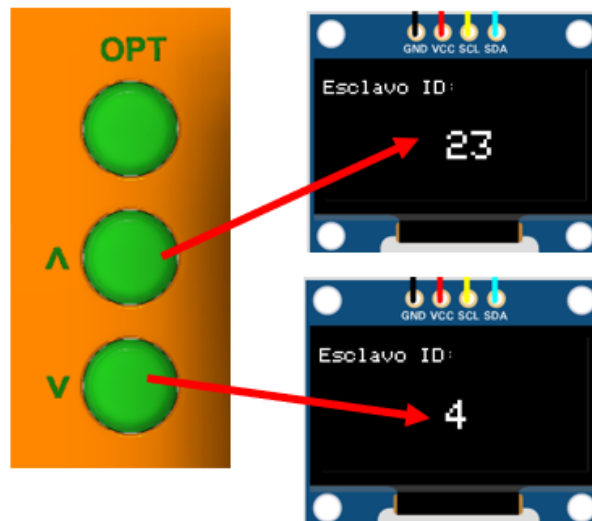 OPT
Λ
V
GND VCC SCL SDA
Esclavo ID:
23
GND VCC SCL SDA
Esclavo ID:
4